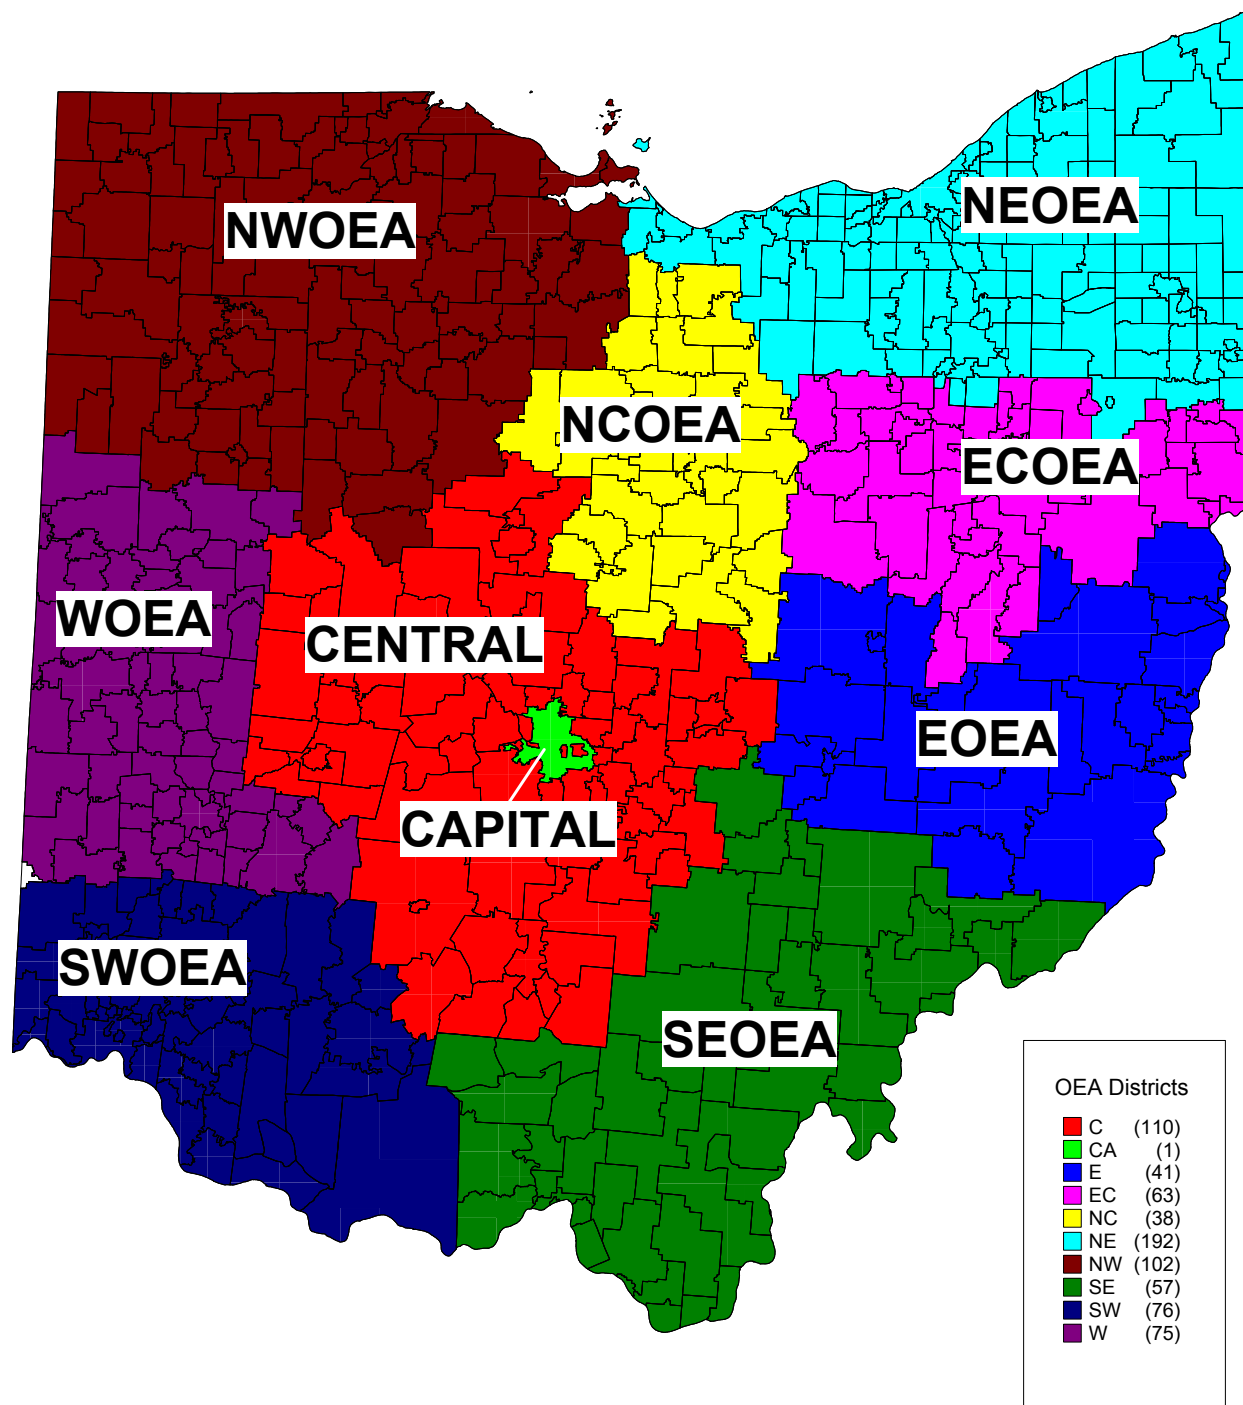 NEOEA
NWOEA
NCOEA
ECOEA
WOEA
CENTRAL
EOEA
CAPITAL
SWOEA
SEOEA
OEA Districts
C (110)
CA (1)
E (41)
EC (63)
NC (38)
NE (192)
NW (102)
SE (57)
SW (76)
W (75)